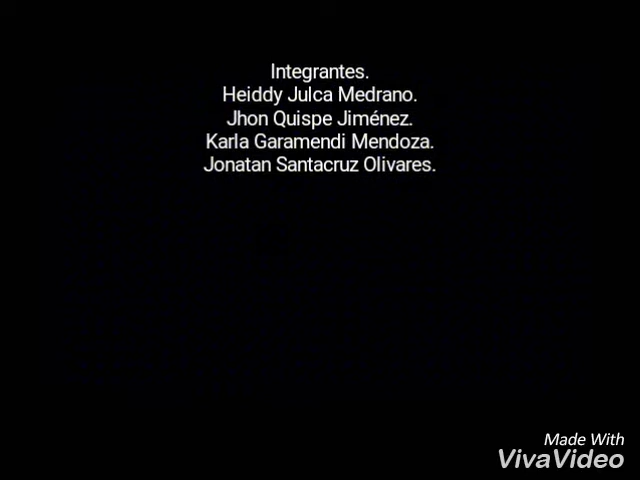 Integrantes.
Heiddy Julca Medrano.
Jhon Quispe Jiménez.
Karla Garamendi Mendoza.
Jonatan Santacruz Olivares.
Made With
VivaVideo